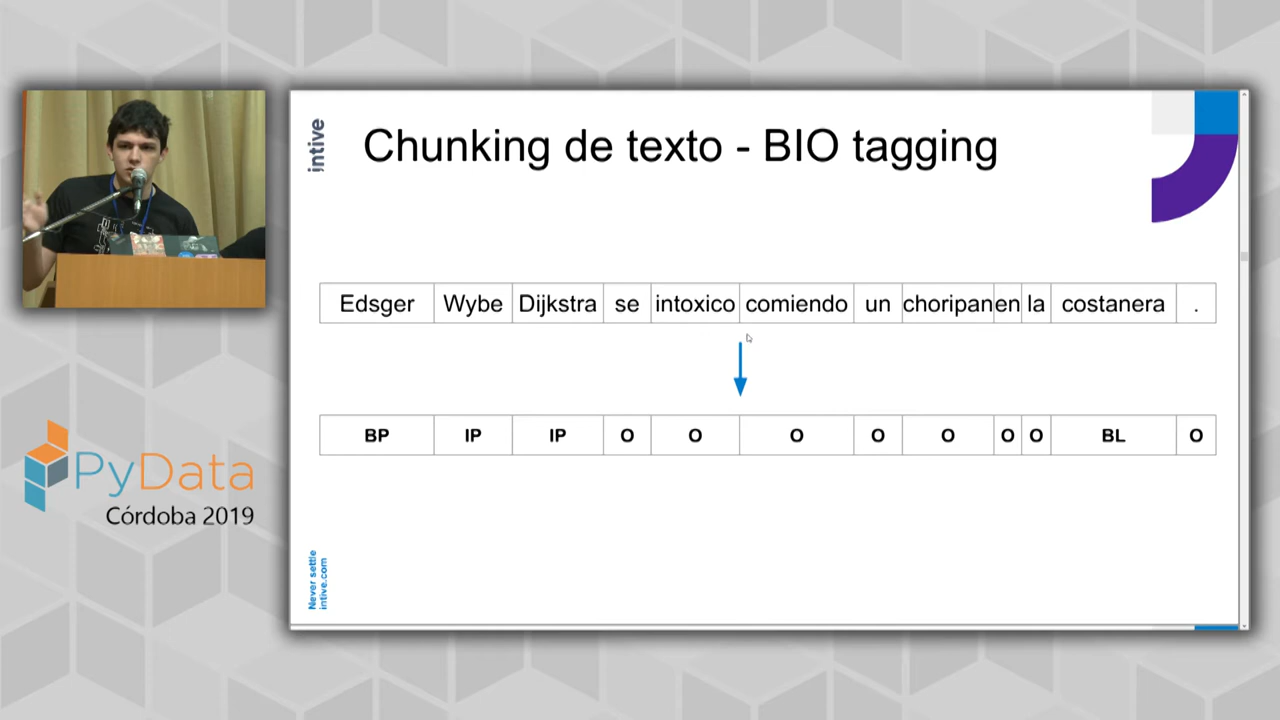 intive
Chunking de texto - BIO tagging
Edsger Wybe Dijkstra se intoxico comiendo un choripan en la costanera .
BP IP IP O O O O O O O BL O
PyData
Córdoba 2019
Never settle
intive.com